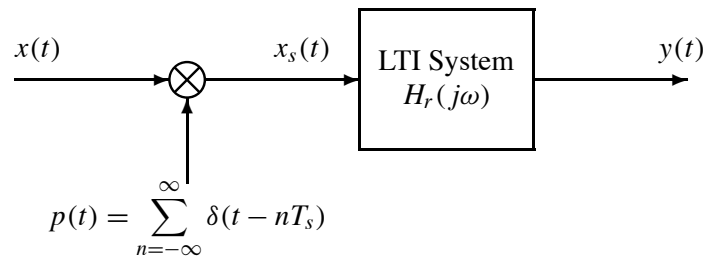 x(t)
x_s(t)
LTI System
H_r(jω)
y(t)
p(t) = ∑_{n=−∞}^{∞} δ(t − nT_s)